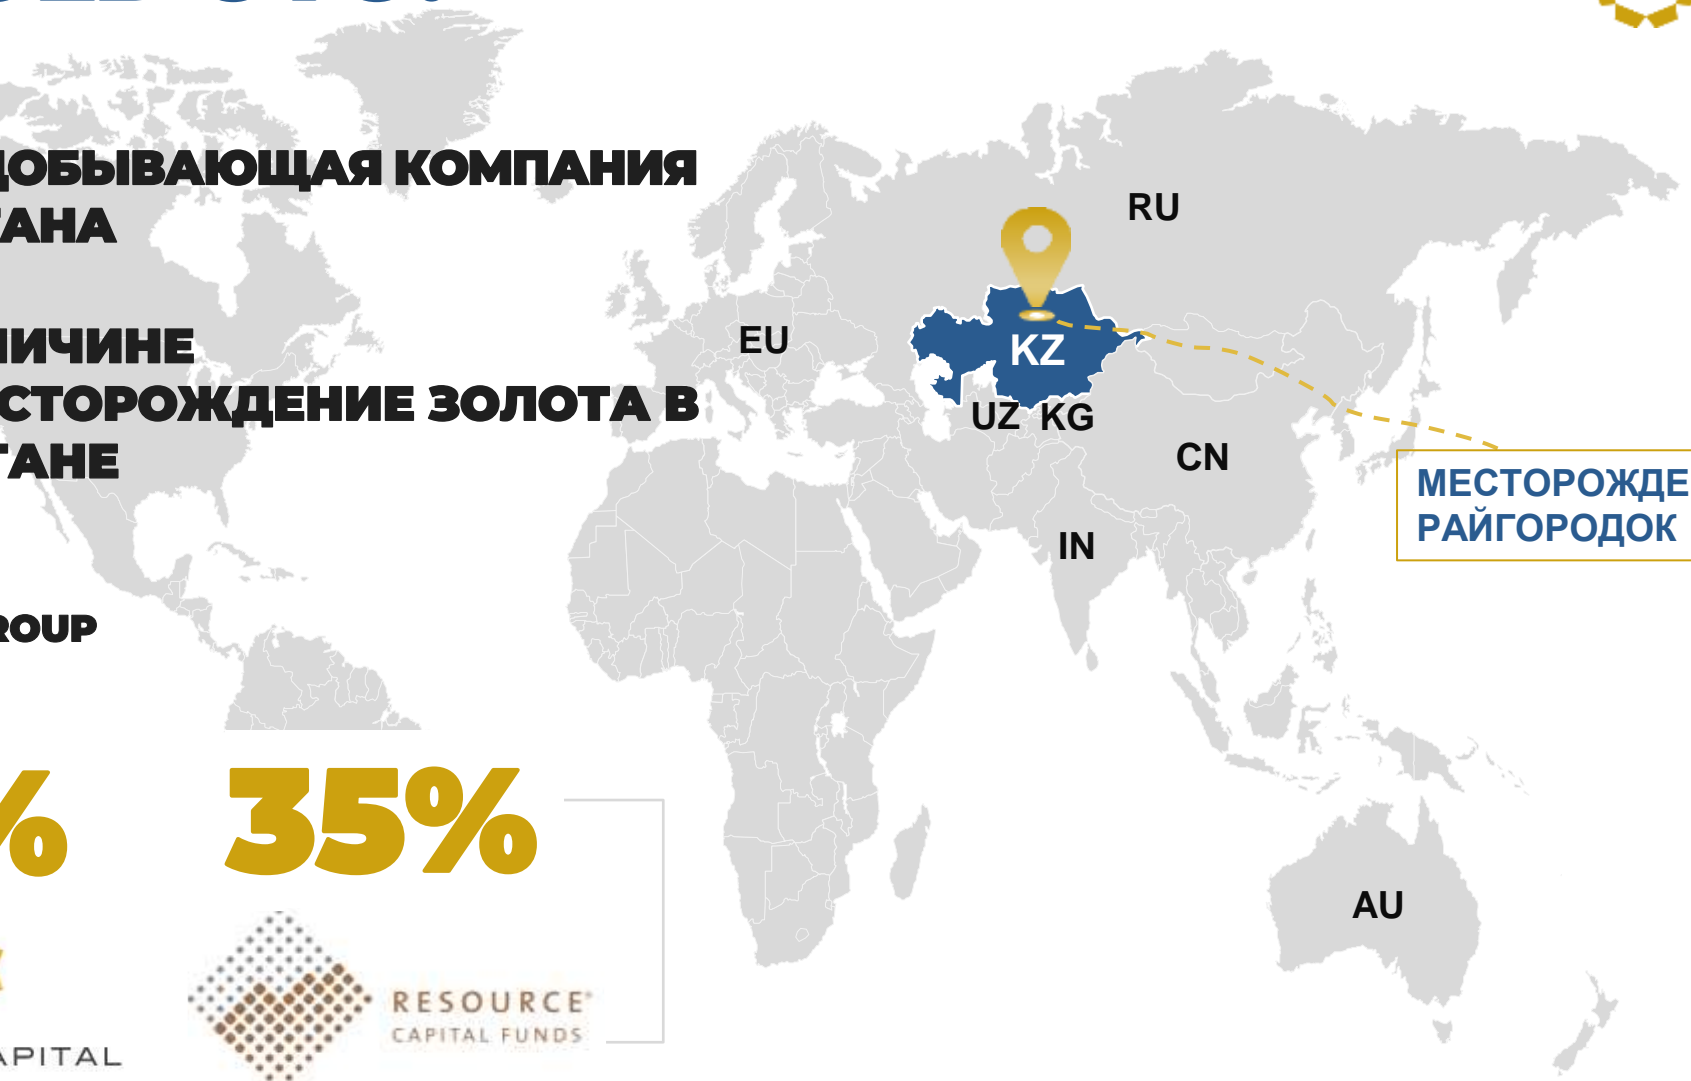 ДОБЫВАЮЩАЯ КОМПАНИЯ
ТАНА
RU
ИЧИНЕ
EU
KZ
СТОРОЖДЕНИЕ ЗОЛОТА В
UZ KG
ТАНЕ
CN
МЕСТОРОЖДЕ
РАЙГОРОДОК
IN
ROUP
%
35%
AU
RESOURCE
CAPITAL FUNDS
APITAL